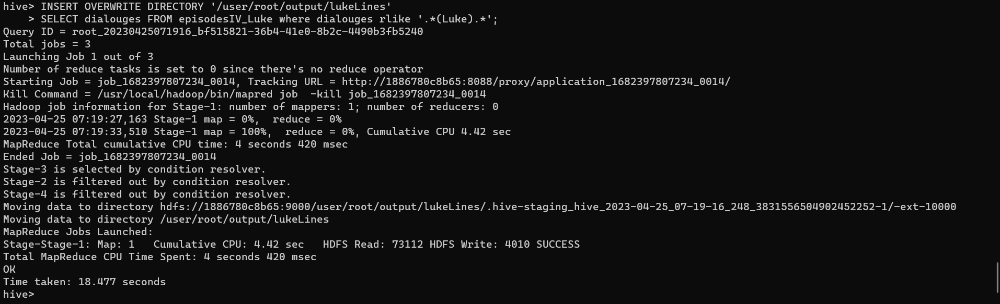 hive> INSERT OVERWRITE DIRECTORY '/user/root/output/lukeLines'
    > SELECT dialouges FROM episodesIV_Luke where dialouges rlike '.*(Luke).*';
Query ID = root_20230425071916_bf515821-36b4-41e0-8b2c-4490b3fb5240
Total jobs = 3
Launching Job 1 out of 3
Number of reduce tasks is set to 0 since there's no reduce operator
Starting Job = job_1682397807234_0014, Tracking URL = http://1886780c8b65:8088/proxy/application_1682397807234_0014/
Kill Command = /usr/local/hadoop/bin/mapred job  -kill job_1682397807234_0014
Hadoop job information for Stage-1: number of mappers: 1; number of reducers: 0
2023-04-25 07:19:27,163 Stage-1 map = 0%,  reduce = 0%
2023-04-25 07:19:33,510 Stage-1 map = 100%,  reduce = 0%, Cumulative CPU 4.42 sec
MapReduce Total cumulative CPU time: 4 seconds 420 msec
Ended Job = job_1682397807234_0014
Stage-3 is selected by condition resolver.
Stage-2 is filtered out by condition resolver.
Stage-4 is filtered out by condition resolver.
Moving data to directory hdfs://1886780c8b65:9000/user/root/output/lukeLines/.hive-staging_hive_2023-04-25_07-19-16_248_3831556504902452252-1/-ext-10000
Moving data to directory /user/root/output/lukeLines
MapReduce Jobs Launched:
Stage-Stage-1: Map: 1   Cumulative CPU: 4.42 sec   HDFS Read: 73112 HDFS Write: 4010 SUCCESS
Total MapReduce CPU Time Spent: 4 seconds 420 msec
OK
Time taken: 18.477 seconds
hive>